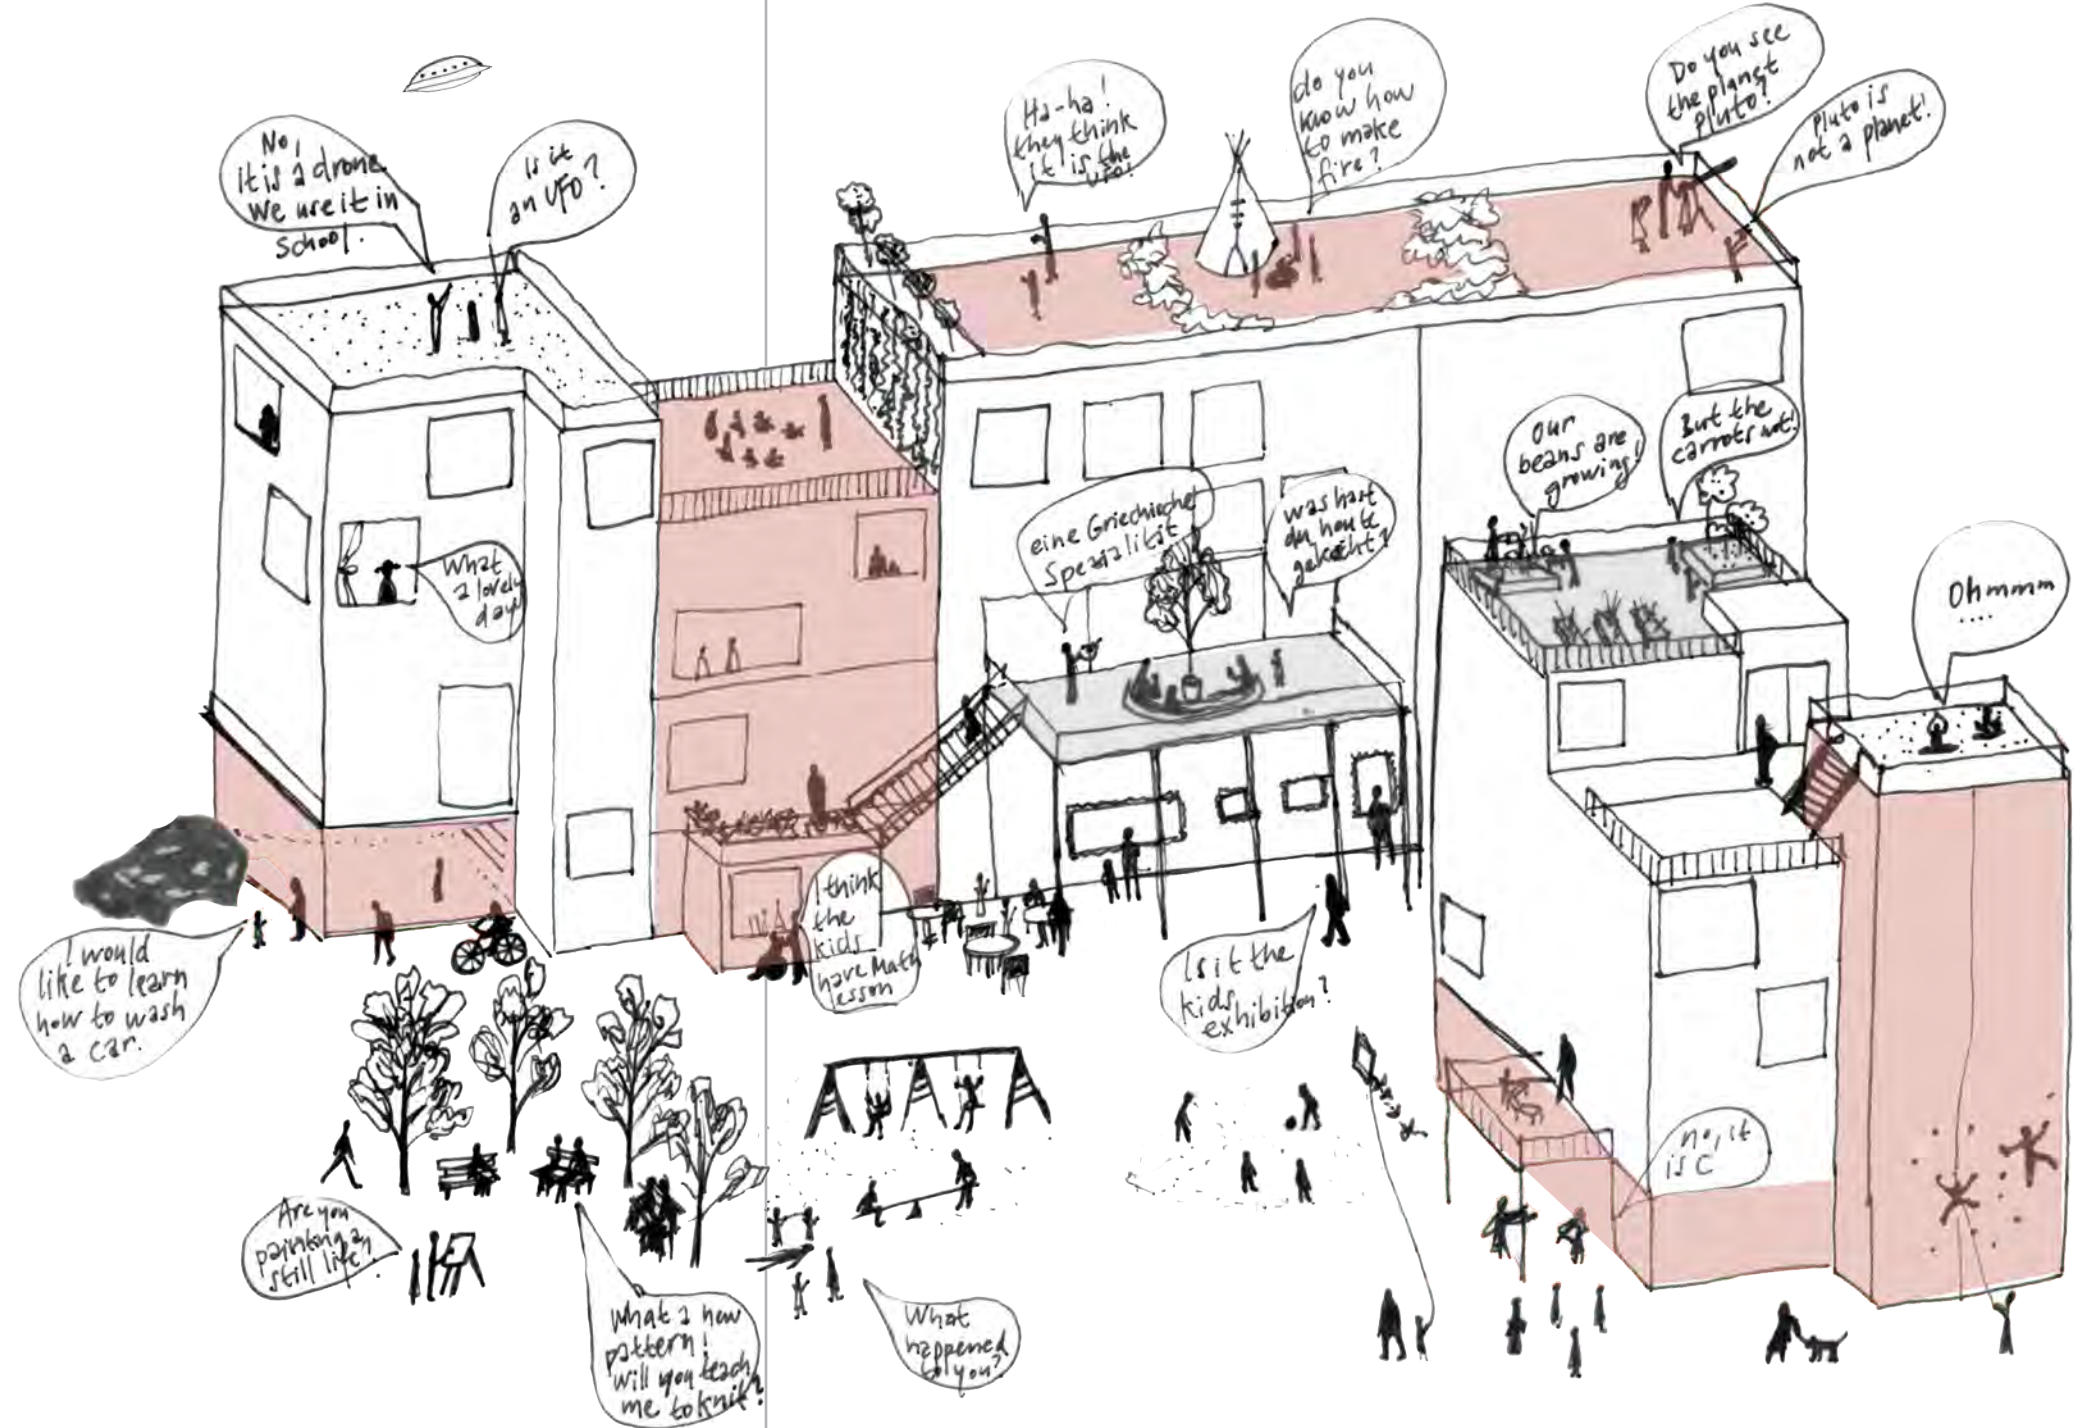 No,
it is a drone
we use it in
school.
Is it
an UFO?
Ha-ha!
they think
it is the
UFO!
do you
know how
to make
fire?
Do you see
the planet
pluto?
Pluto is
not a planet!
What
a lovely
day
eine Griechische
Spezialität
was hast
du heute
gekocht?
Our
beans are
growing!
But the
carrots not!
Ohmmm
....
I would
like to learn
how to wash
a car.
I think
the
kids
have Math
lesson
Is it the
kids
exhibition?
no, it
is C
Are you
painting an
still life?
What a new
pattern!
will you teach
me to knit?
What
happened
to you?